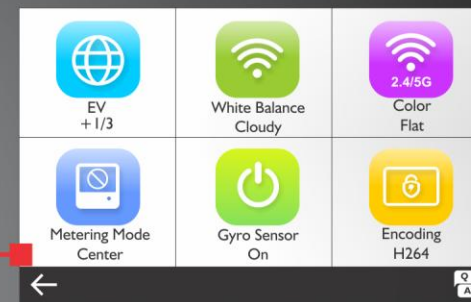 2.4/5G
EV
+1/3
White Balance
Cloudy
Color
Flat
Metering Mode
Center
Gyro Sensor
On
Encoding
H264
Q
A